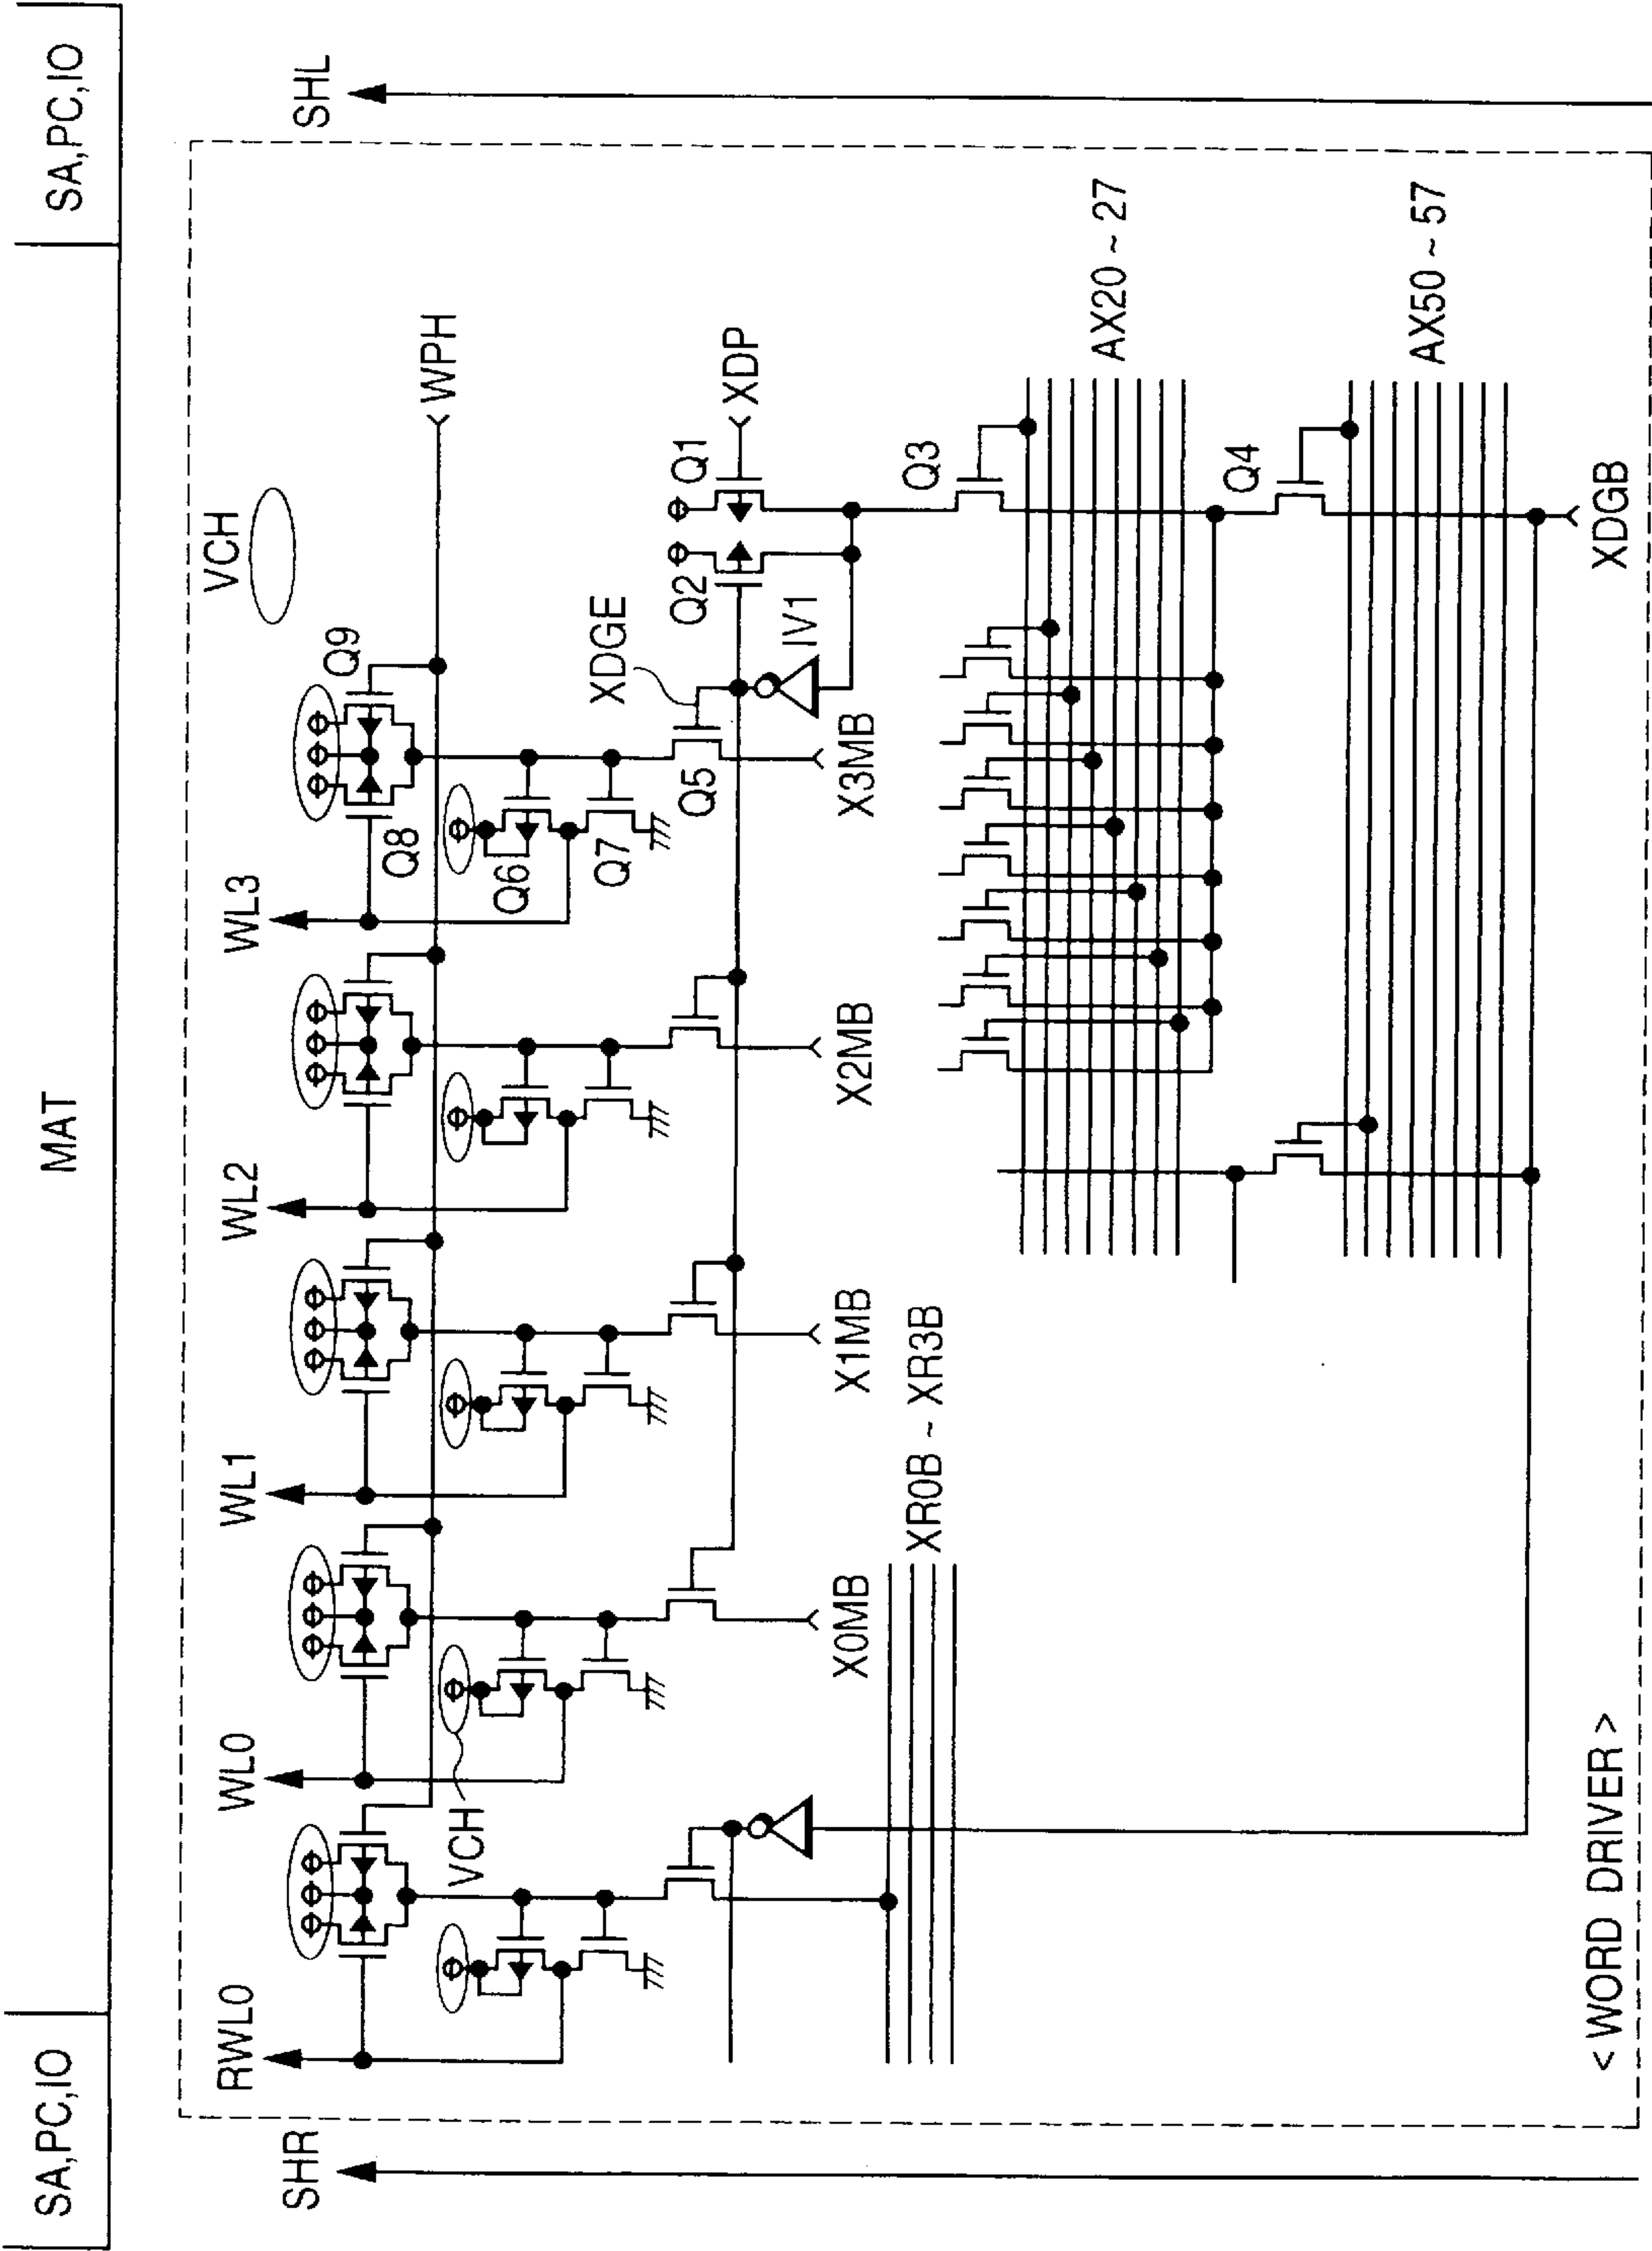 SA,PC,IO
MAT
SA,PC,IO
SHR
SHL
RWL0
WL0
WL1
WL2
WL3
VCH
Q9
Q8
WPH
VCH
Q6
Q7
XDGE
Q5
Q2
Q1
XDP
IV1
X0MB
X1MB
X2MB
X3MB
XR0B ~ XR3B
Q3
AX20 ~ 27
Q4
AX50 ~ 57
XDGB
< WORD DRIVER >